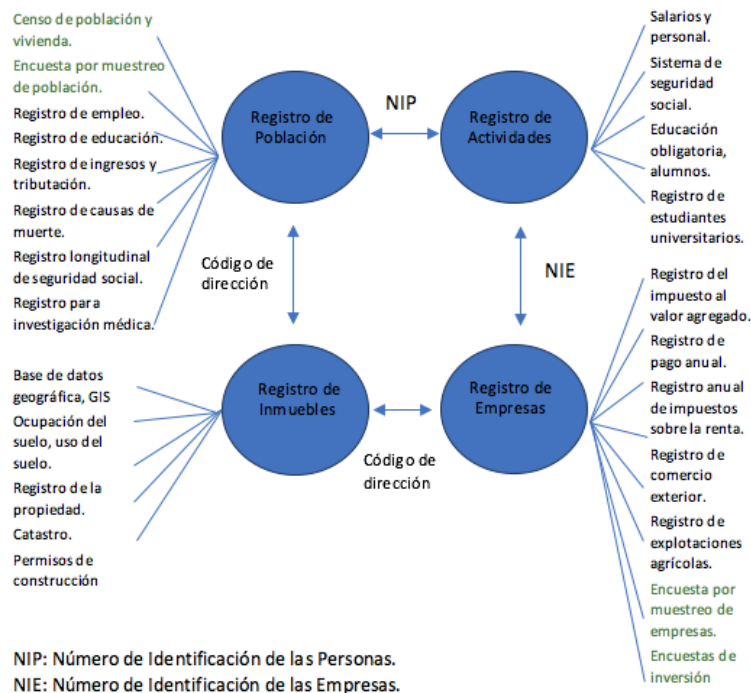 Censo de población y
vivienda.
Encuesta por muestreo
de población.
Registro de empleo.
Registro de educación.
Registro de ingresos y
tributación.
Registro de causas de
muerte.
Registro longitudinal
de seguridad social.
Registro para
investigación médica.
Registro de
Población
NIP
Registro de
Actividades
Salarios y
personal.
Sistema de
seguridad
social.
Educación
obligatoria,
alumnos.
Registro de
estudiantes
universitarios.
Código de
dirección
NIE
Base de datos
geográfica, GIS
Ocupación del
suelo, uso del
suelo.
Registro de la
propiedad.
Catastro.
Permisos de
construcción
Registro de
Inmuebles
Código de
dirección
Registro de
Empresas
Registro del
impuesto al
valor agregado.
Registro de
pago anual.
Registro anual
de impuestos
sobre la renta.
Registro de
comercio
exterior.
Registro de
explotaciones
agrícolas.
Encuesta por
muestreo de
empresas.
Encuestas de
inversión
NIP: Número de Identificación de las Personas.
NIE: Número de Identificación de las Empresas.